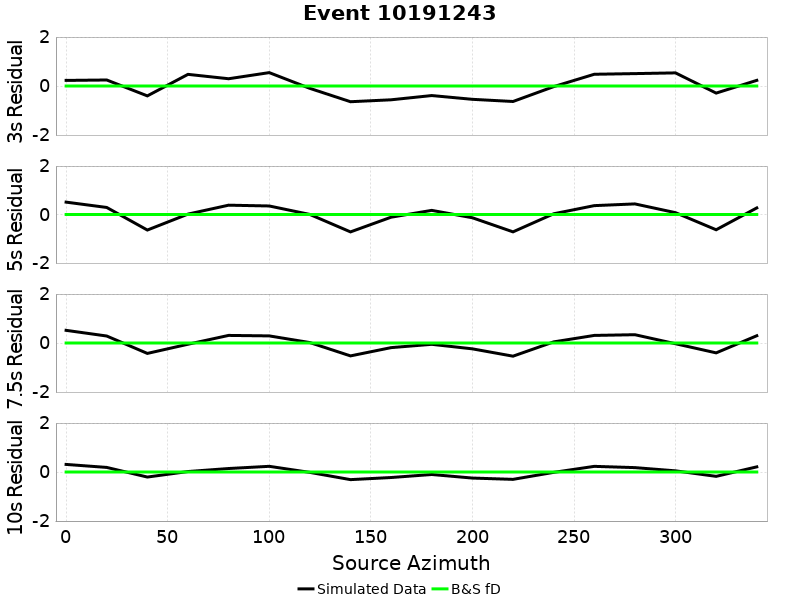 Event 10191243
3s Residual
2
0
-2
5s Residual
2
0
-2
7.5s Residual
2
0
-2
10s Residual
2
0
-2
0 50 100 150 200 250 300
Source Azimuth
Simulated Data B&S fD